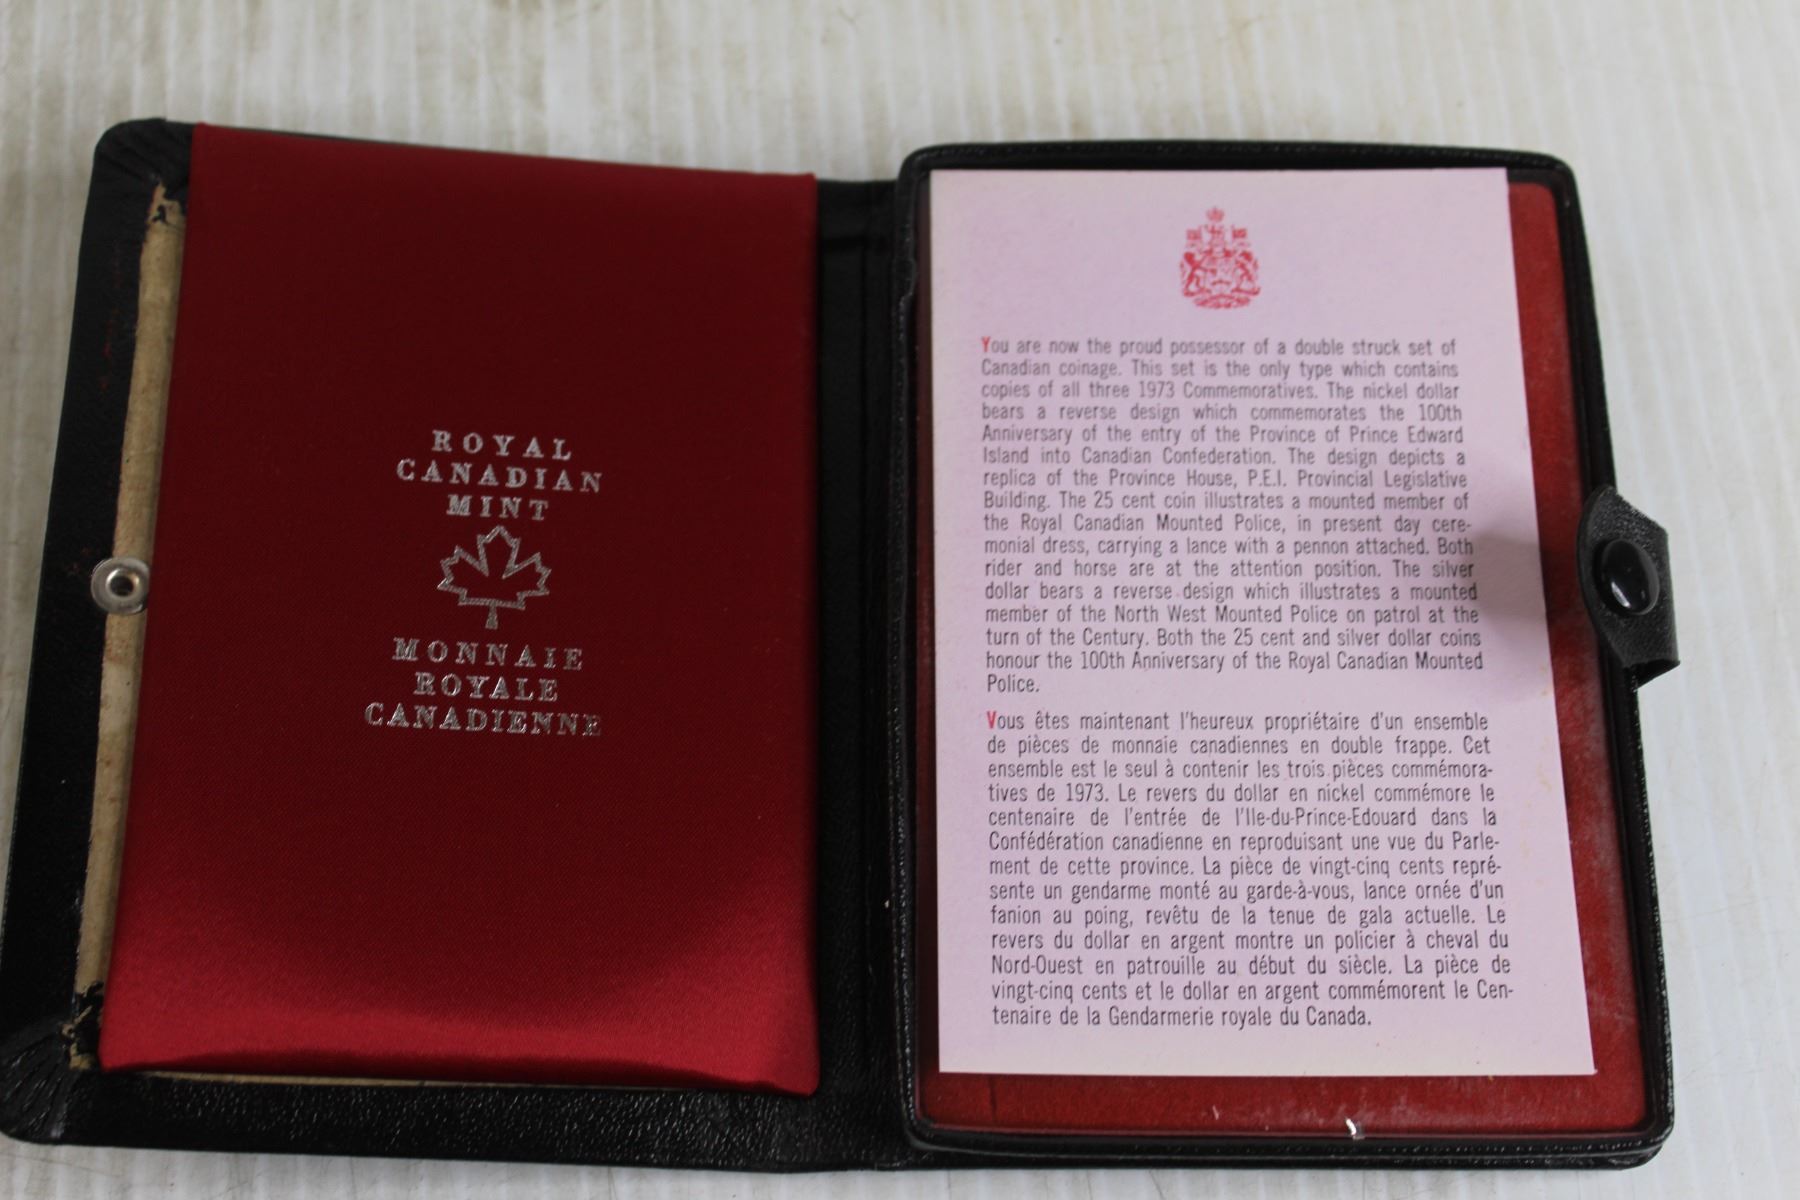 ROYAL
CANADIAN
MINT
MONNAIE
ROYALE
CANADIENNE
You are now the proud possessor of a double struck set of
Canadian coinage. This set is the only type which contains
copies of all three 1973 Commemoratives. The nickel dollar
bears a reverse design which commemorates the 100th
Anniversary of the entry of the Province of Prince Edward
Island into Canadian Confederation. The design depicts a
replica of the Province House, P.E.I. Provincial Legislative
Building. The 25 cent coin illustrates a mounted member of
the Royal Canadian Mounted Police, in present day cere-
monial dress, carrying a lance with a pennon attached. Both
rider and horse are at the attention position. The silver
dollar bears a reverse design which illustrates a mounted
member of the North West Mounted Police on patrol at the
turn of the Century. Both the 25 cent and silver dollar coins
honour the 100th Anniversary of the Royal Canadian Mounted
Police.
Vous êtes maintenant l'heureux propriétaire d'un ensemble
de pièces de monnaie canadiennes en double frappe. Cet
ensemble est le seul à contenir les trois pièces commémora-
tives de 1973. Le revers du dollar en nickel commémore le
centenaire de l'entrée de l'Ile-du-Prince-Edouard dans la
Confédération canadienne en reproduisant une vue du Parle-
ment de cette province. La pièce de vingt-cinq cents repré-
sente un gendarme monté au garde-à-vous, lance ornée d'un
fanion au poing, revêtu de la tenue de gala actuelle. Le
revers du dollar en argent montre un policier à cheval du
Nord-Ouest en patrouille au début du siècle. La pièce de
vingt-cinq cents et le dollar en argent commémorent le Cen-
tenaire de la Gendarmerie royale du Canada.